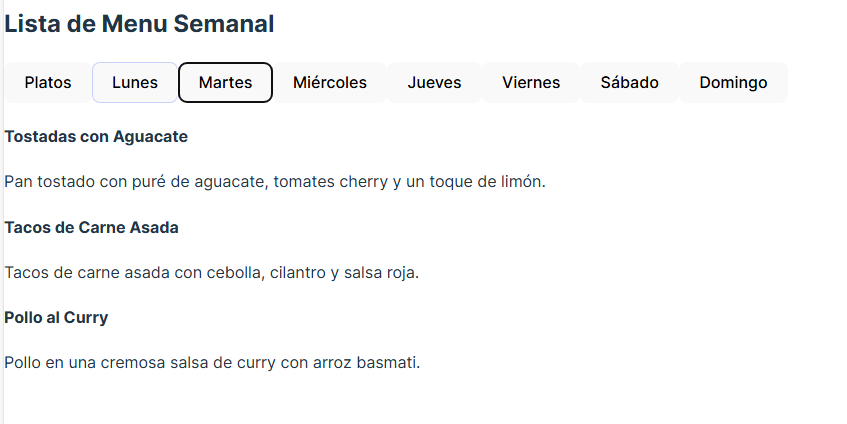 Lista de Menu Semanal
Platos Lunes Martes Miércoles Jueves Viernes Sábado Domingo
Tostadas con Aguacate
Pan tostado con puré de aguacate, tomates cherry y un toque de limón.
Tacos de Carne Asada
Tacos de carne asada con cebolla, cilantro y salsa roja.
Pollo al Curry
Pollo en una cremosa salsa de curry con arroz basmati.